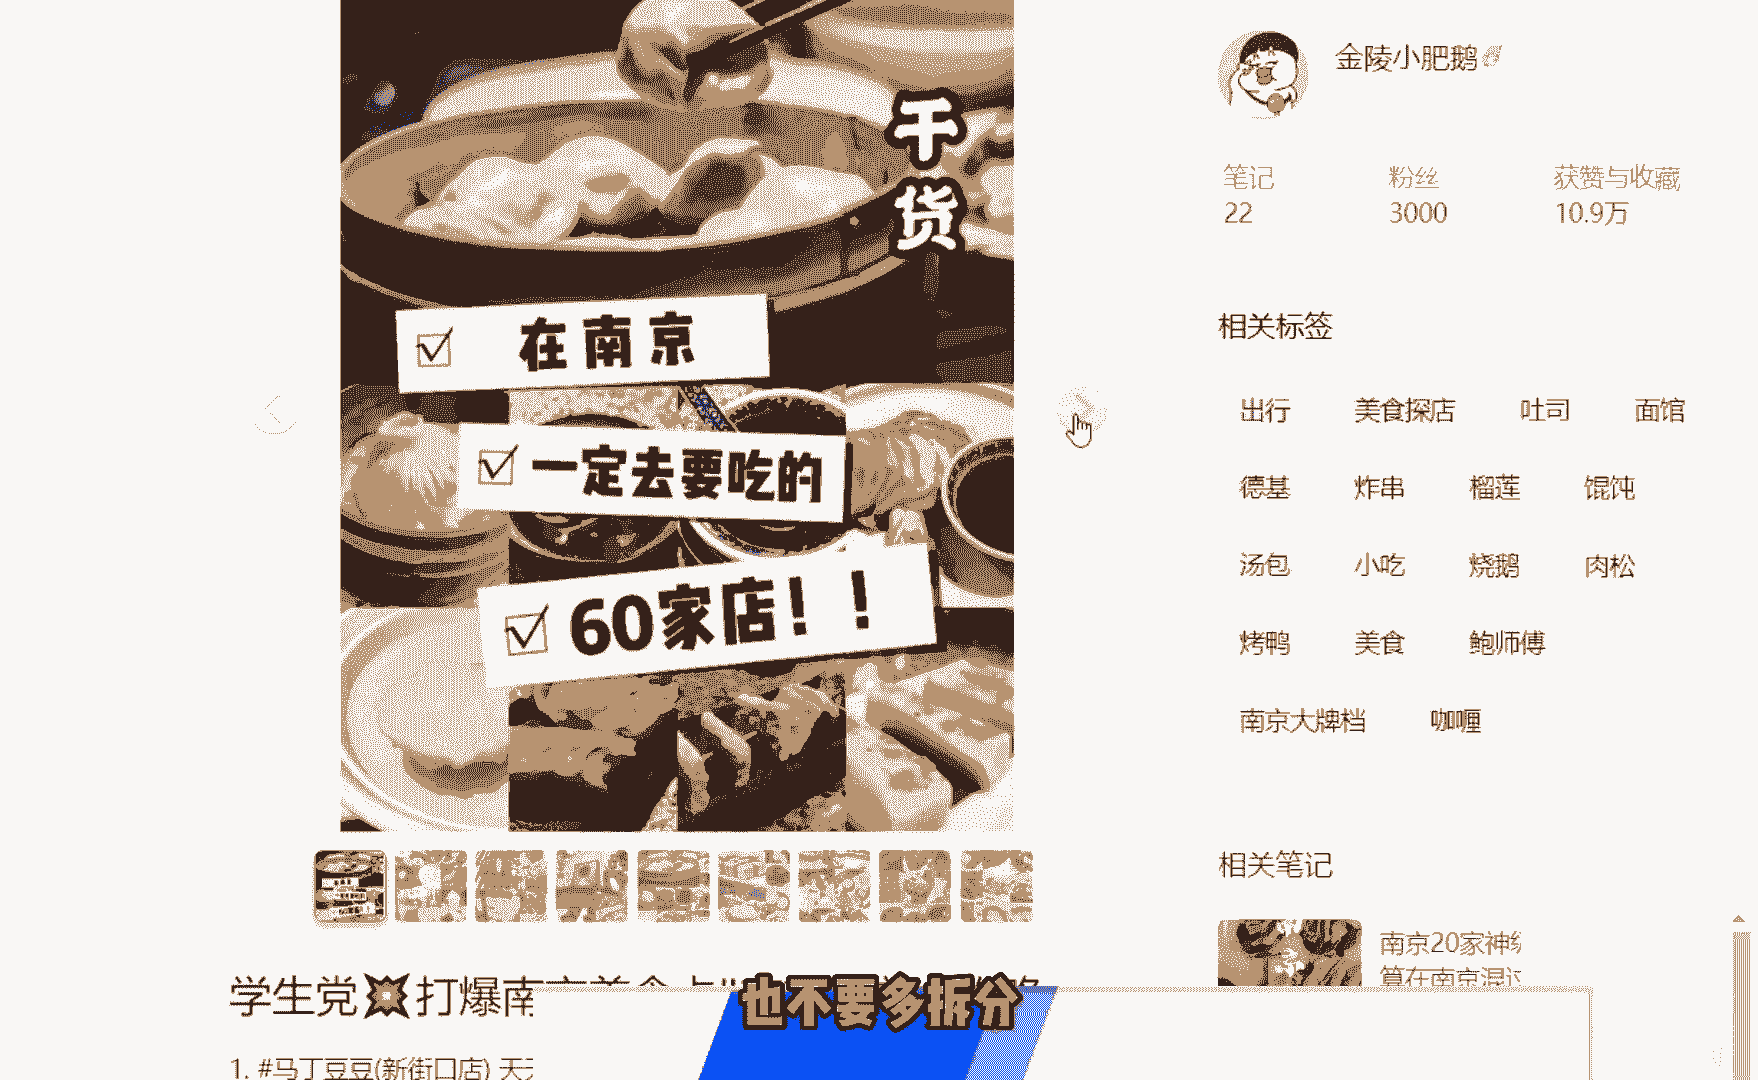 干
货
在南京
一定去要吃的
60家店！！
金陵小肥鹅
笔记 粉丝 获赞与收藏
22 3000 10.9万
相关标签
出行 美食探店 吐司 面馆
德基 炸串 榴莲 馄饨
汤包 小吃 烧鹅 肉松
烤鸭 美食 鲍师傅
南京大牌档 咖喱
相关笔记
南京20家神
算在南京混
学生党💥打爆南
1. #马丁豆豆(新街口店) 天
也不要多拆分